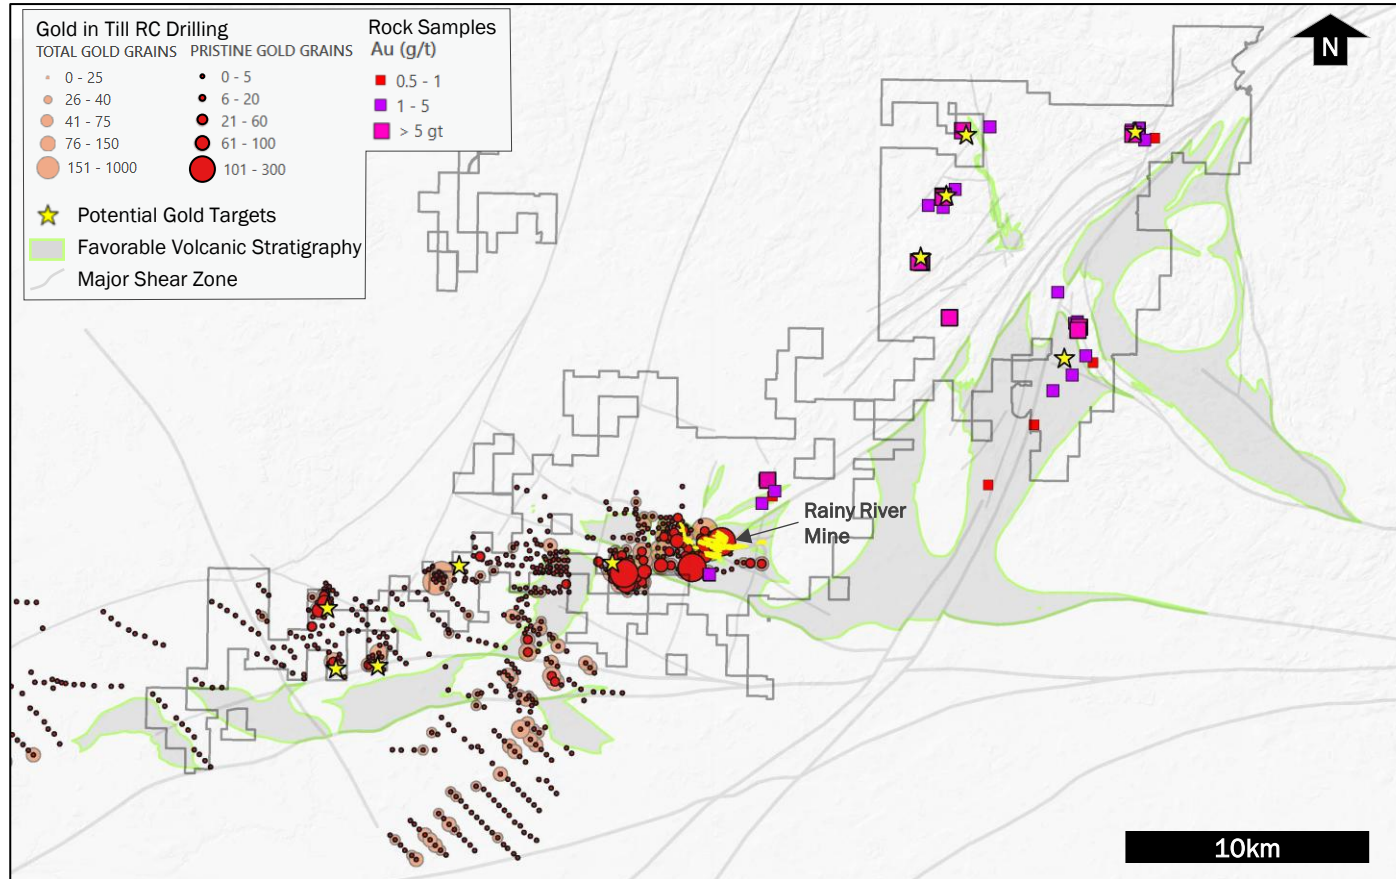 Gold in Till RC Drilling
TOTAL GOLD GRAINS
0 - 25
26 - 40
41 - 75
76 - 150
151 - 1000
PRISTINE GOLD GRAINS
0 - 5
6 - 20
21 - 60
61 - 100
101 - 300
Rock Samples
Au (g/t)
0.5 - 1
1 - 5
> 5 gt
Potential Gold Targets
Favorable Volcanic Stratigraphy
Major Shear Zone
N
Rainy River
Mine
10km